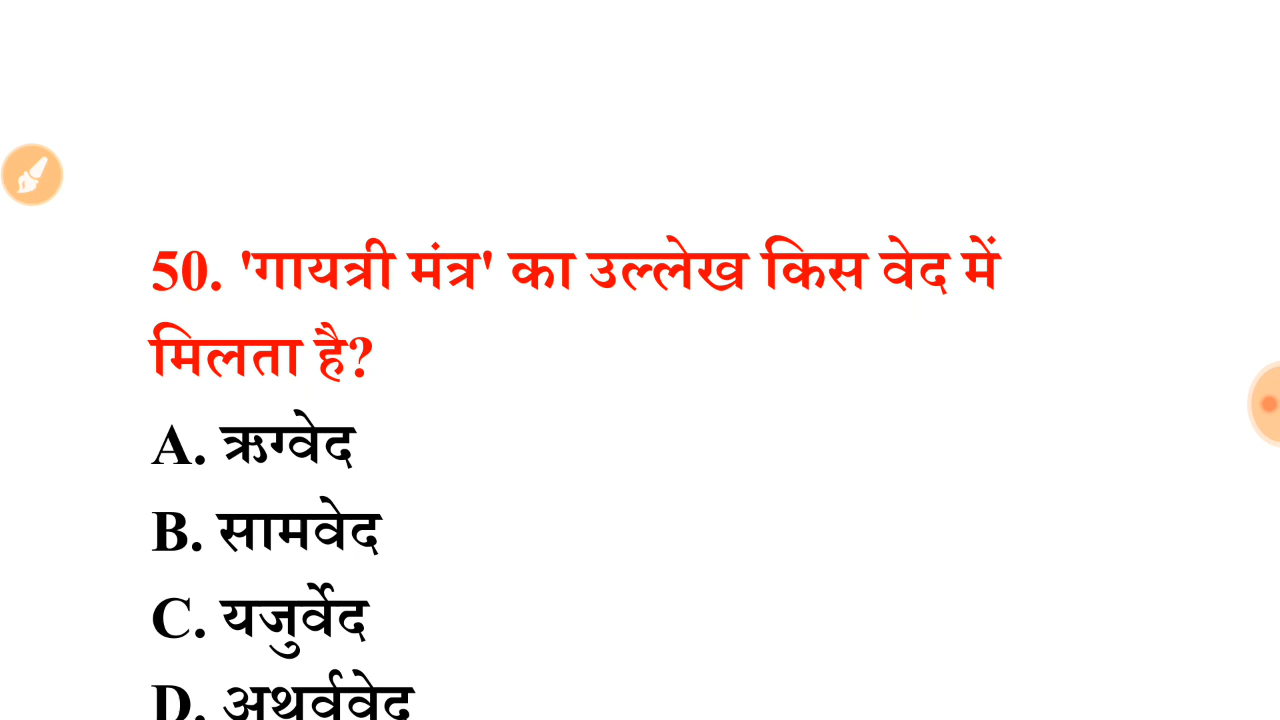 50. 'गायत्री मंत्र' का उल्लेख किस वेद में
मिलता है?
A. ऋग्वेद
B. सामवेद
C. यजुर्वेद
D. अथर्ववेद